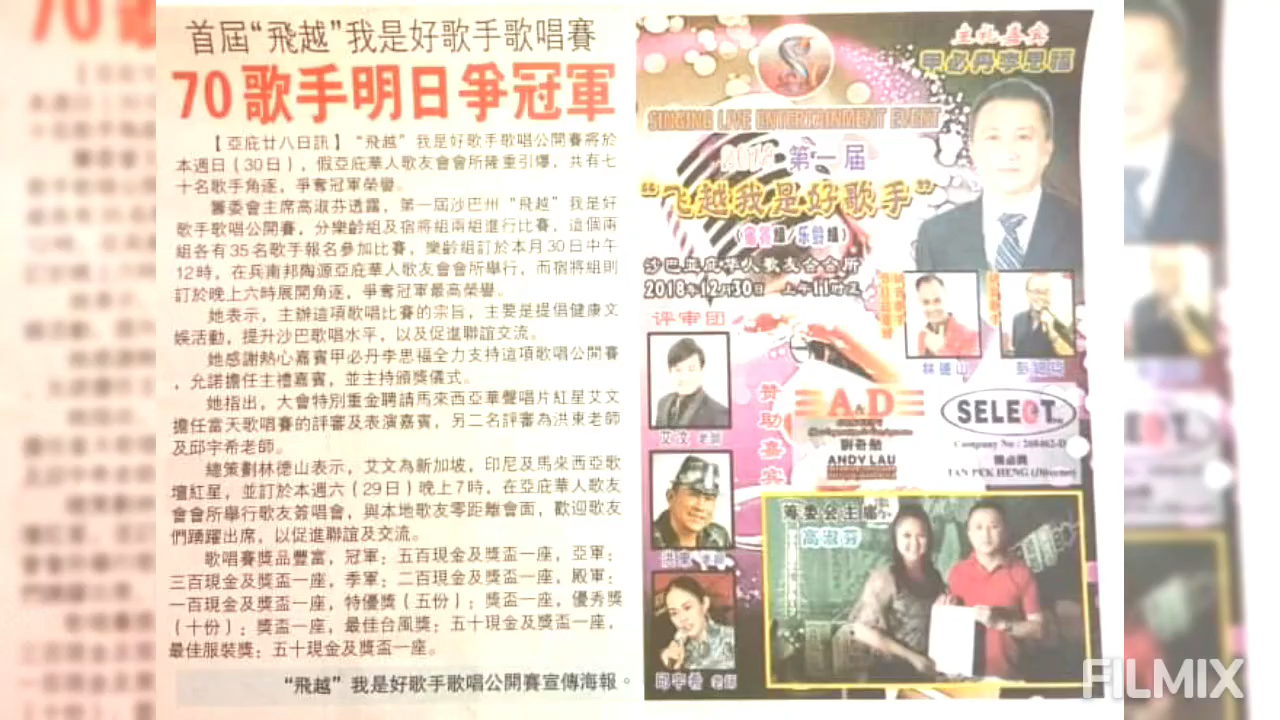 首屆“飛越”我是好歌手歌唱賽
70歌手明日爭冠軍
【亞庇廿八日訊】“飛越”我是好歌手歌唱公開賽將於
本週日（30日），假亞庇華人歌友會會所隆重引爆，共有七
十名歌手角逐，爭奪冠軍榮譽。
籌委會主席高淑芬透露，第一屆沙巴州“飛越”我是好
歌手歌唱公開賽，分樂齡組及宿將組兩組進行比賽，這個兩
組各有35名歌手報名參加比賽，樂齡組訂於本月30日中午
12時，在兵南邦陶源亞庇華人歌友會會所舉行，而宿將組則
訂於晚上六時展開角逐，爭奪冠軍最高榮譽。
她表示，主辦這項歌唱比賽的宗旨，主要是提倡健康文
娛活動，提升沙巴歌唱水平，以及促進聯誼交流。
她感謝熱心嘉賓甲必丹李思福全力支持這項歌唱公開賽
，允諾擔任主禮嘉賓，並主持頒獎儀式。
她指出，大會特別重金聘請馬來西亞華聲唱片紅星艾文
擔任當天歌唱賽的評審及表演嘉賓，另二名評審為洪東老師
及邱宇希老師。
總策劃林德山表示，艾文為新加坡，印尼及馬來西亞歌
壇紅星，並訂於本週六（29日）晚上7時，在亞庇華人歌友
會會所舉行歌友簽唱會，與本地歌友零距離會面，歡迎歌友
們踴躍出席，以促進聯誼及交流。
歌唱賽獎品豐富，冠軍：五百現金及獎盃一座，亞軍：
三百現金及獎盃一座，季軍：二百現金及獎盃一座，殿軍：
一百現金及獎盃一座，特優獎（五份）：獎盃一座，優秀獎
（十份）：獎盃一座，最佳台風獎：五十現金及獎盃一座，
最佳服裝獎：五十現金及獎盃一座。
“飛越”我是好歌手歌唱公開賽宣傳海報。
主礼嘉宾
甲必丹李思福
SINGING LIVE ENTERTAINMENT EVENT
第一届
“飞越我是好歌手”
(宿将組/乐龄組)
沙巴亚庇华人歌友会会所
2018年12月30日 上午11时正
评审团
艾文 老師
洪東 老師
邱宇希 老師
林德山
赞助嘉宾
A&D
劉奇勉
ANDY LAU
SELECT
Company No : 268462-D
TAN PEK HENG (Director)
筹委会主席
高淑芬
FILMIX